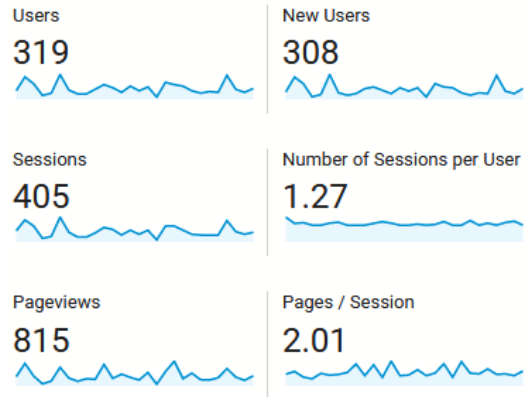 Users
319
New Users
308
Sessions
405
Number of Sessions per User
1.27
Pageviews
815
Pages / Session
2.01